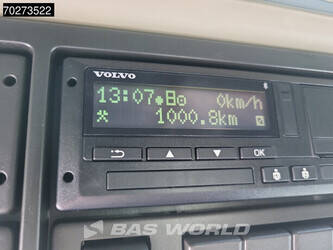 70273522
VOLVO
13:07 0km/h
1000.8km
OK
BAS WORLD